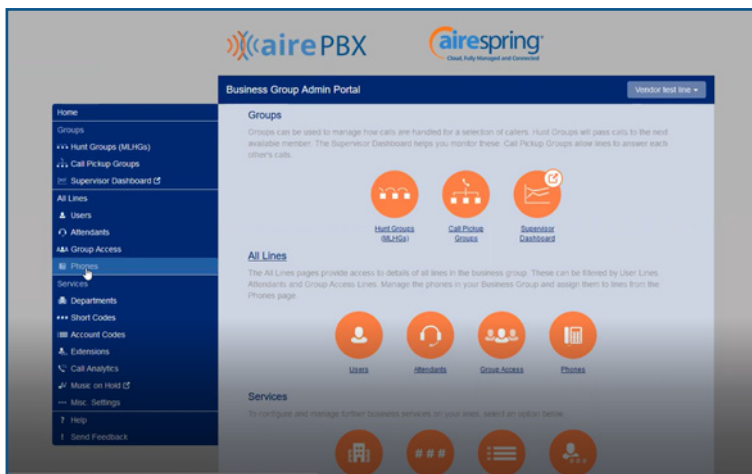 airePBX
airespring
Cloud, Fully Managed and Connected
Business Group Admin Portal
Vendor test line
Home
Groups
Hunt Groups (MLHGs)
Call Pickup Groups
Supervisor Dashboard
All Lines
Users
Attendants
Group Access
Phones
Services
Departments
Short Codes
Account Codes
Extensions
Call Analytics
Music on Hold
Misc. Settings
? Help
! Send Feedback
Groups
Groups can be used to manage how calls are handled for a selection of callers. Hunt Groups will pass calls to the next
available member. The Supervisor Dashboard helps you monitor these. Call Pickup Groups allow lines to answer each
other's calls.
Hunt Groups
(MLHGs)
Call Pickup
Groups
Supervisor
Dashboard
All Lines
The All Lines pages provide access to details of all lines in the business group. These can be filtered by User Lines,
Attendants and Group Access Lines. Manage the phones in your Business Group and assign them to lines from the
Phones page.
Users
Attendants
Group Access
Phones
Services
To configure and manage further business services on your lines, select an option below.
###